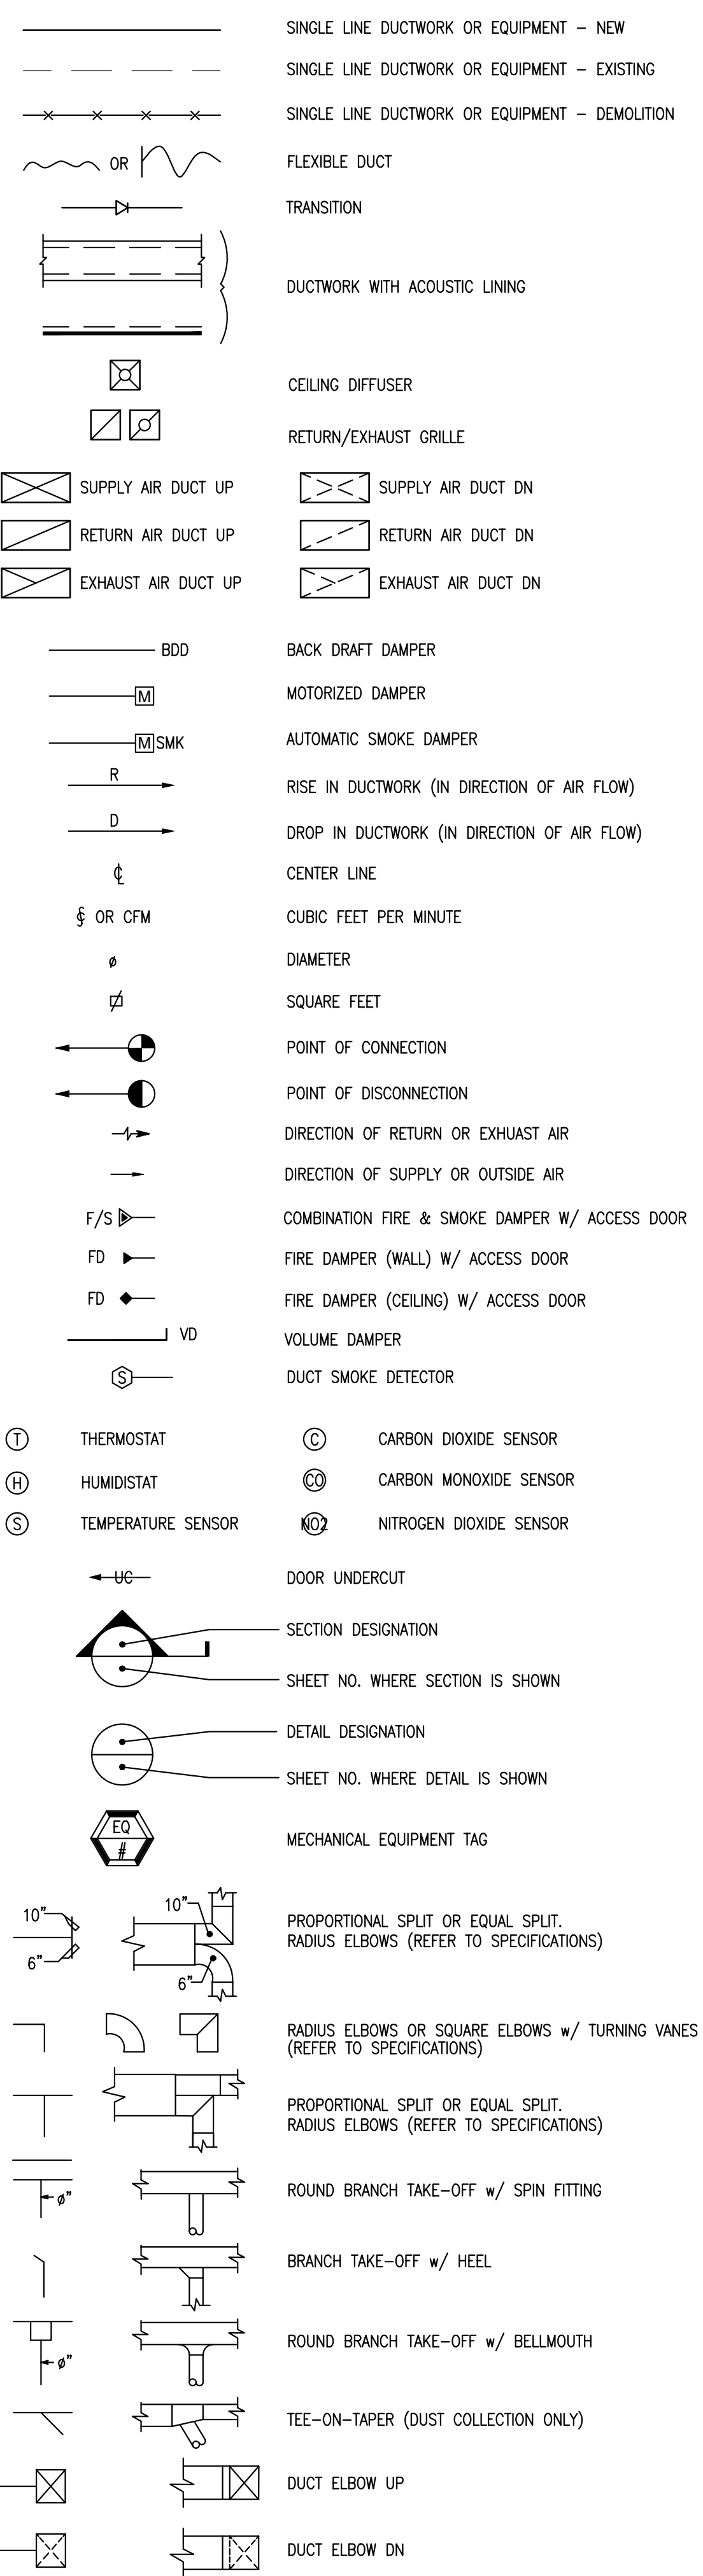 SINGLE LINE DUCTWORK OR EQUIPMENT – NEW
SINGLE LINE DUCTWORK OR EQUIPMENT – EXISTING
SINGLE LINE DUCTWORK OR EQUIPMENT – DEMOLITION
OR FLEXIBLE DUCT
TRANSITION
DUCTWORK WITH ACOUSTIC LINING
CEILING DIFFUSER
RETURN/EXHAUST GRILLE
SUPPLY AIR DUCT UP SUPPLY AIR DUCT DN
RETURN AIR DUCT UP RETURN AIR DUCT DN
EXHAUST AIR DUCT UP EXHAUST AIR DUCT DN
BDD BACK DRAFT DAMPER
M MOTORIZED DAMPER
M SMK AUTOMATIC SMOKE DAMPER
R RISE IN DUCTWORK (IN DIRECTION OF AIR FLOW)
D DROP IN DUCTWORK (IN DIRECTION OF AIR FLOW)
℄ CENTER LINE
OR CFM CUBIC FEET PER MINUTE
ø DIAMETER
SQUARE FEET
POINT OF CONNECTION
POINT OF DISCONNECTION
DIRECTION OF RETURN OR EXHUAST AIR
DIRECTION OF SUPPLY OR OUTSIDE AIR
F/S COMBINATION FIRE & SMOKE DAMPER W/ ACCESS DOOR
FD FIRE DAMPER (WALL) W/ ACCESS DOOR
FD FIRE DAMPER (CEILING) W/ ACCESS DOOR
VD VOLUME DAMPER
S DUCT SMOKE DETECTOR
T THERMOSTAT C CARBON DIOXIDE SENSOR
H HUMIDISTAT CO CARBON MONOXIDE SENSOR
S TEMPERATURE SENSOR NO2 NITROGEN DIOXIDE SENSOR
UC DOOR UNDERCUT
SECTION DESIGNATION
SHEET NO. WHERE SECTION IS SHOWN
DETAIL DESIGNATION
SHEET NO. WHERE DETAIL IS SHOWN
EQ
# MECHANICAL EQUIPMENT TAG
10" 10"
PROPORTIONAL SPLIT OR EQUAL SPLIT.
RADIUS ELBOWS (REFER TO SPECIFICATIONS)
6" 6"
RADIUS ELBOWS OR SQUARE ELBOWS w/ TURNING VANES
(REFER TO SPECIFICATIONS)
PROPORTIONAL SPLIT OR EQUAL SPLIT.
RADIUS ELBOWS (REFER TO SPECIFICATIONS)
ø" ROUND BRANCH TAKE–OFF w/ SPIN FITTING
BRANCH TAKE–OFF w/ HEEL
ø" ROUND BRANCH TAKE–OFF w/ BELLMOUTH
TEE–ON–TAPER (DUST COLLECTION ONLY)
DUCT ELBOW UP
DUCT ELBOW DN